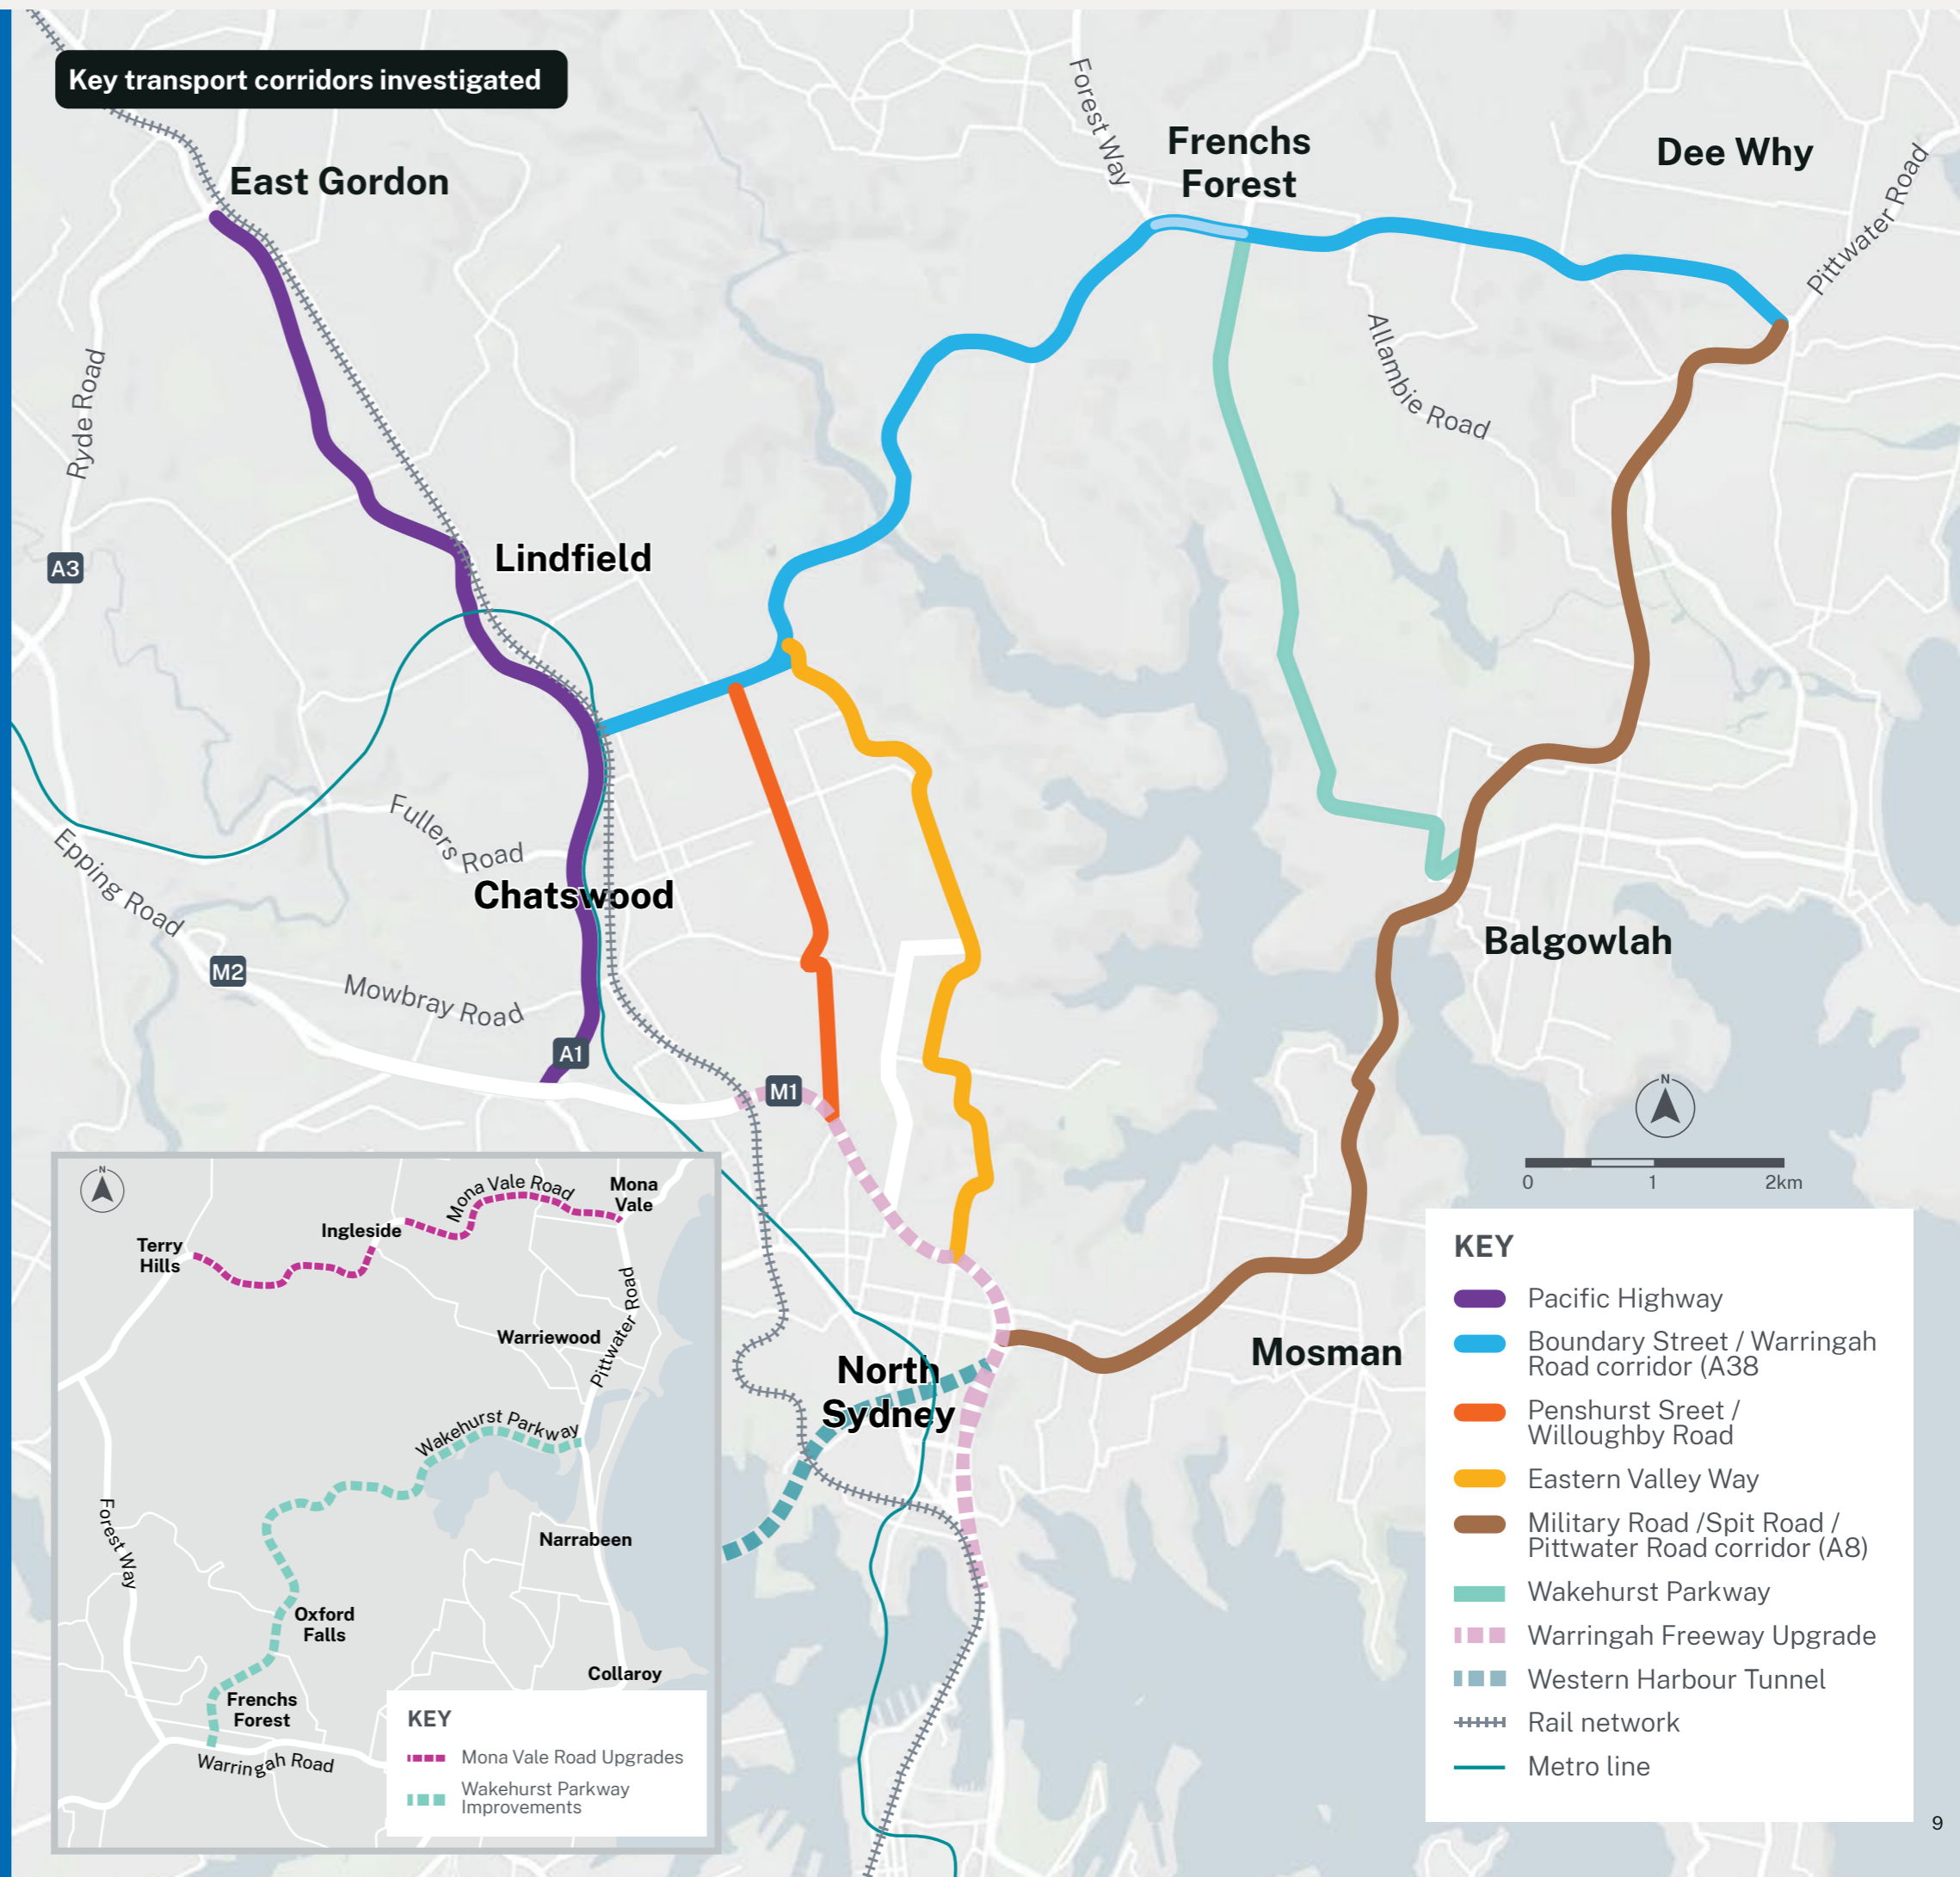 Key transport corridors investigated
Forest Way
Frenchs
Forest
Dee Why
East Gordon
Pittwater Road
Allambie Road
Ryde Road
Lindfield
A3
Fullers Road
Epping Road
Chatswood
Balgowlah
M2
Mowbray Road
A1
M1
N
0 1 2km
Mosman
North
Sydney
KEY
Pacific Highway
Boundary Street / Warringah
Road corridor (A38
Penshurst Sreet /
Willoughby Road
Eastern Valley Way
Military Road /Spit Road /
Pittwater Road corridor (A8)
Wakehurst Parkway
Warringah Freeway Upgrade
Western Harbour Tunnel
Rail network
Metro line
N
Mona Vale Road
Mona
Vale
Ingleside
Terry
Hills
Pittwater Road
Warriewood
Wakehurst Parkway
Forest Way
Narrabeen
Oxford
Falls
Collaroy
Frenchs
Forest
Warringah Road
KEY
Mona Vale Road Upgrades
Wakehurst Parkway
Improvements
9